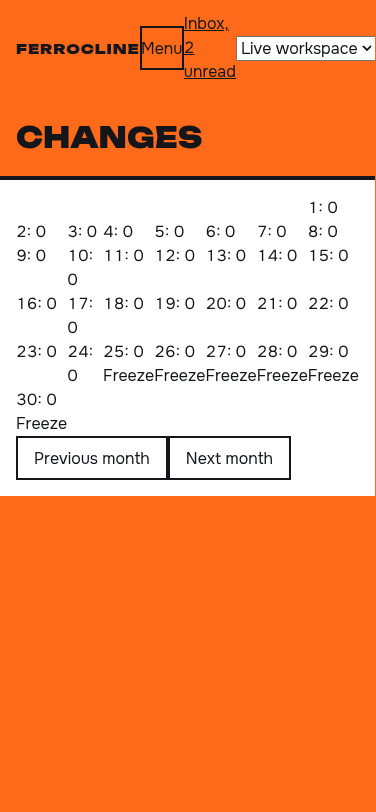 FERROCLINE Menu Inbox, 2 unread Live workspace
CHANGES
1: 0
2: 0 3: 0 4: 0 5: 0 6: 0 7: 0 8: 0
9: 0 10: 0 11: 0 12: 0 13: 0 14: 0 15: 0
16: 0 17: 0 18: 0 19: 0 20: 0 21: 0 22: 0
23: 0 24: 0 25: 0 Freeze 26: 0 Freeze 27: 0 Freeze 28: 0 Freeze 29: 0 Freeze
30: 0 Freeze
Previous month Next month